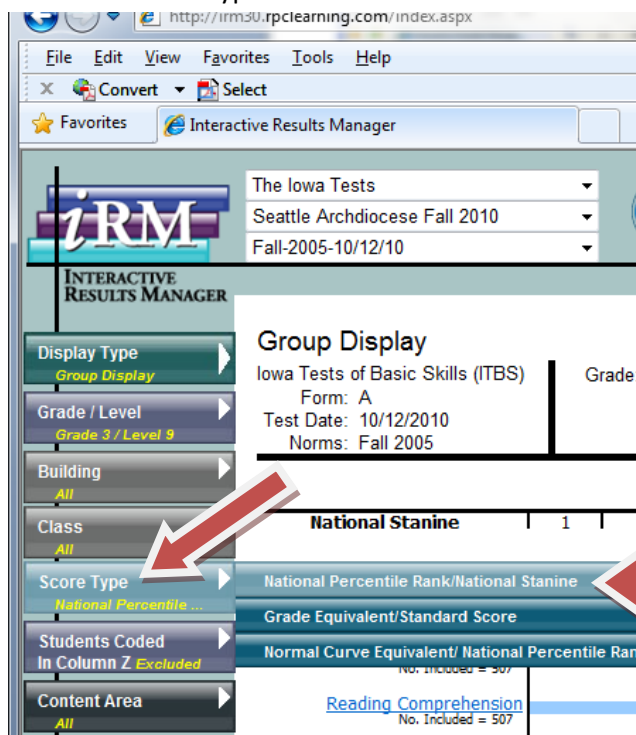 http://irm30.rpclearning.com/index.aspx
File Edit View Favorites Tools Help
X Convert Select
Favorites Interactive Results Manager
iRM
INTERACTIVE
RESULTS MANAGER
The Iowa Tests
Seattle Archdiocese Fall 2010
Fall-2005-10/12/10
Group Display
Iowa Tests of Basic Skills (ITBS)
Form: A
Test Date: 10/12/2010
Norms: Fall 2005
Grade
Display Type
Group Display
Grade / Level
Grade 3 / Level 9
Building
All
Class
All
National Stanine 1
Score Type
National Percentile ...
National Percentile Rank/National Stanine
Grade Equivalent/Standard Score
Normal Curve Equivalent/ National Percentile Ran
Students Coded
In Column Z Excluded
No. Included = 507
Content Area
All
Reading Comprehension
No. Included = 507